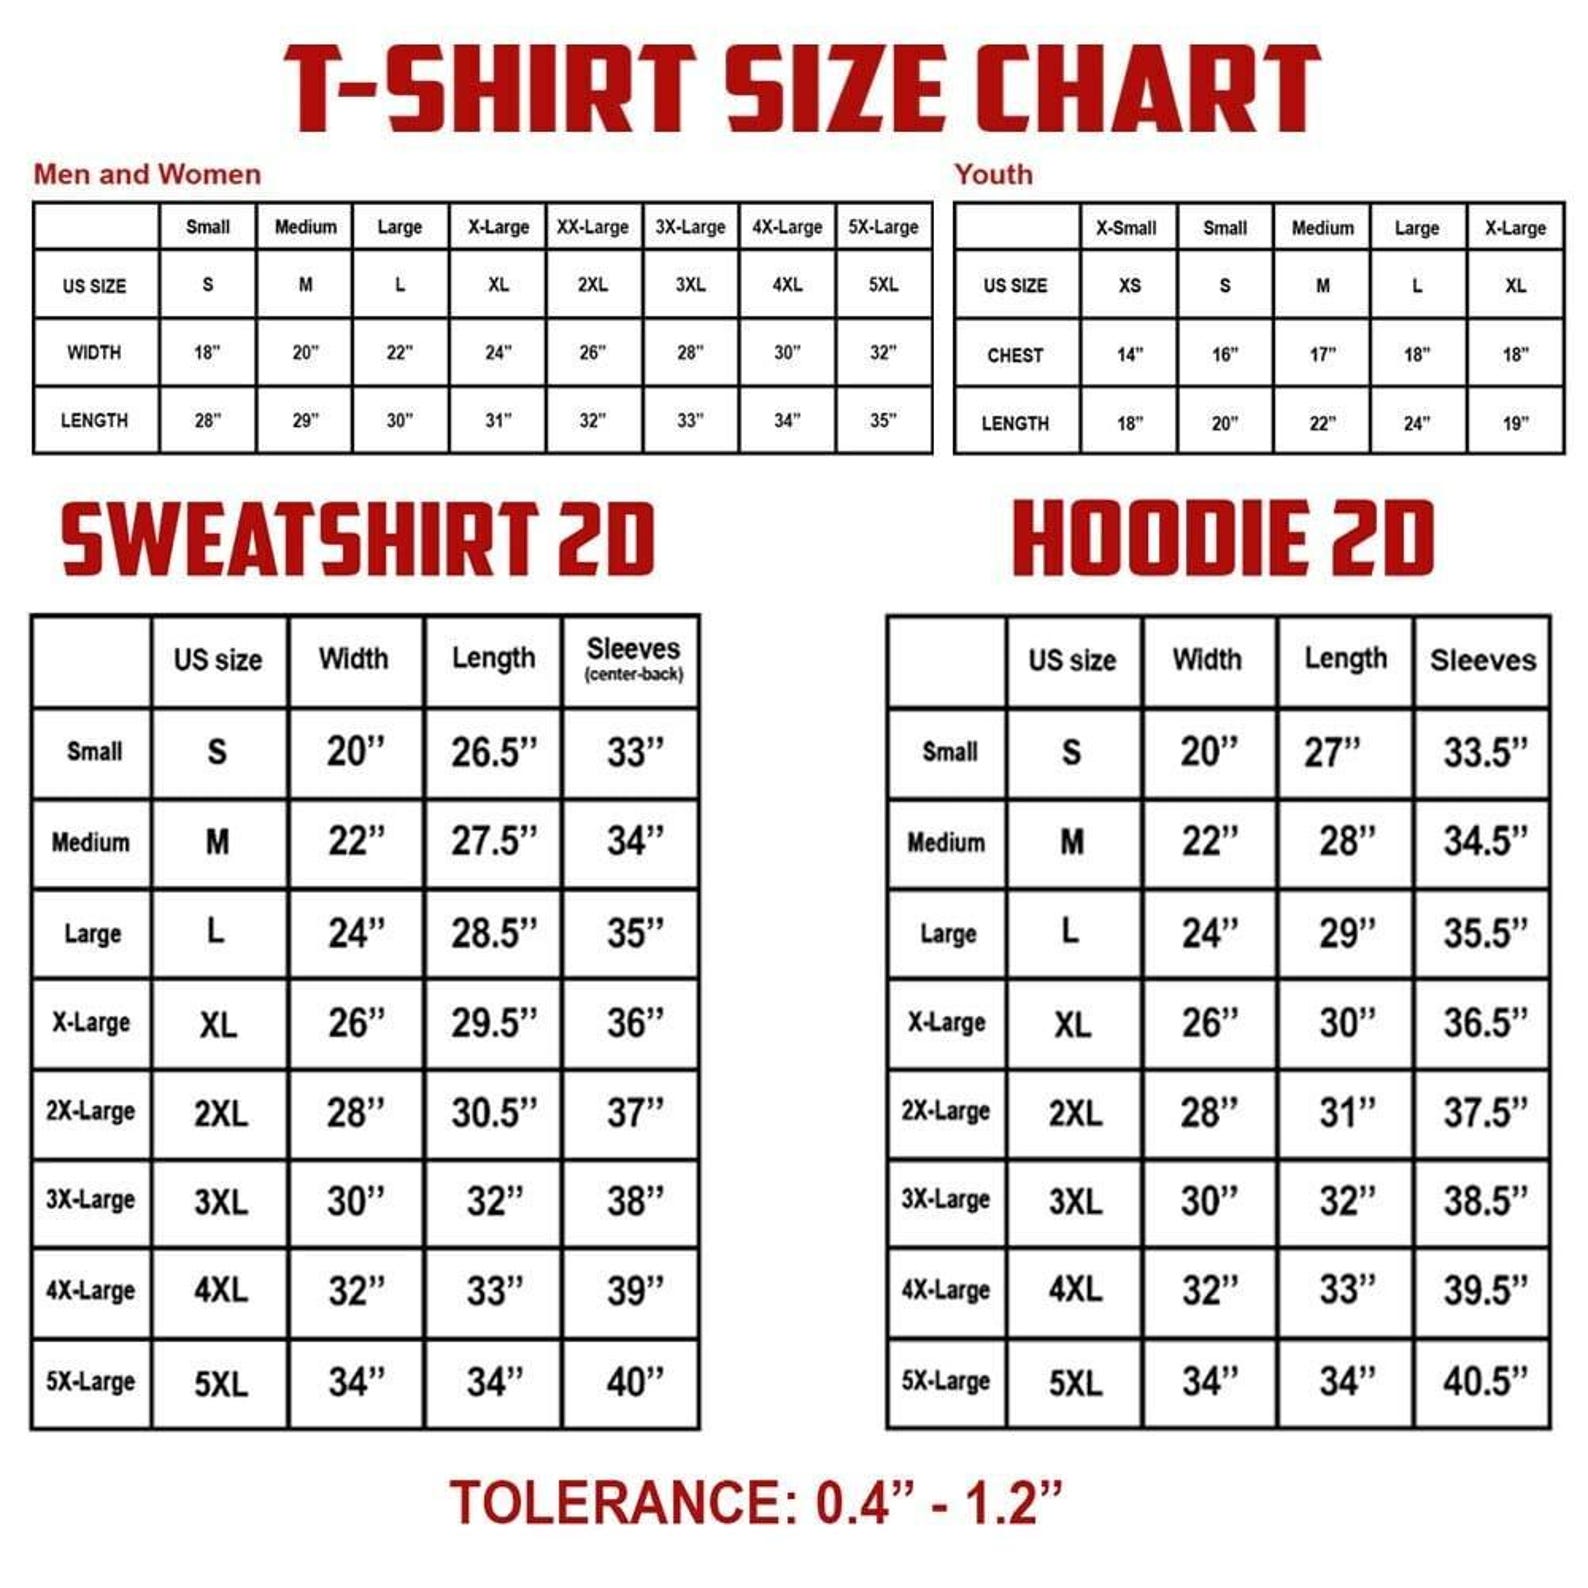 T-SHIRT SIZE CHART
Men and Women
Small Medium Large X-Large XX-Large 3X-Large 4X-Large 5X-Large
US SIZE S M L XL 2XL 3XL 4XL 5XL
WIDTH 18” 20” 22” 24” 26” 28” 30” 32”
LENGTH 28” 29” 30” 31” 32” 33” 34” 35”
Youth
X-Small Small Medium Large X-Large
US SIZE XS S M L XL
CHEST 14” 16” 17” 18” 18”
LENGTH 18” 20” 22” 24” 19”
SWEATSHIRT 2D
US size Width Length Sleeves
(center-back)
Small S 20’’ 26.5’’ 33’’
Medium M 22’’ 27.5’’ 34’’
Large L 24’’ 28.5’’ 35’’
X-Large XL 26’’ 29.5’’ 36’’
2X-Large 2XL 28’’ 30.5’’ 37’’
3X-Large 3XL 30’’ 32’’ 38’’
4X-Large 4XL 32’’ 33’’ 39’’
5X-Large 5XL 34’’ 34’’ 40’’
HOODIE 2D
US size Width Length Sleeves
Small S 20’’ 27’’ 33.5’’
Medium M 22’’ 28’’ 34.5’’
Large L 24’’ 29’’ 35.5’’
X-Large XL 26’’ 30’’ 36.5’’
2X-Large 2XL 28’’ 31’’ 37.5’’
3X-Large 3XL 30’’ 32’’ 38.5’’
4X-Large 4XL 32’’ 33’’ 39.5’’
5X-Large 5XL 34’’ 34’’ 40.5’’
TOLERANCE: 0.4” - 1.2”